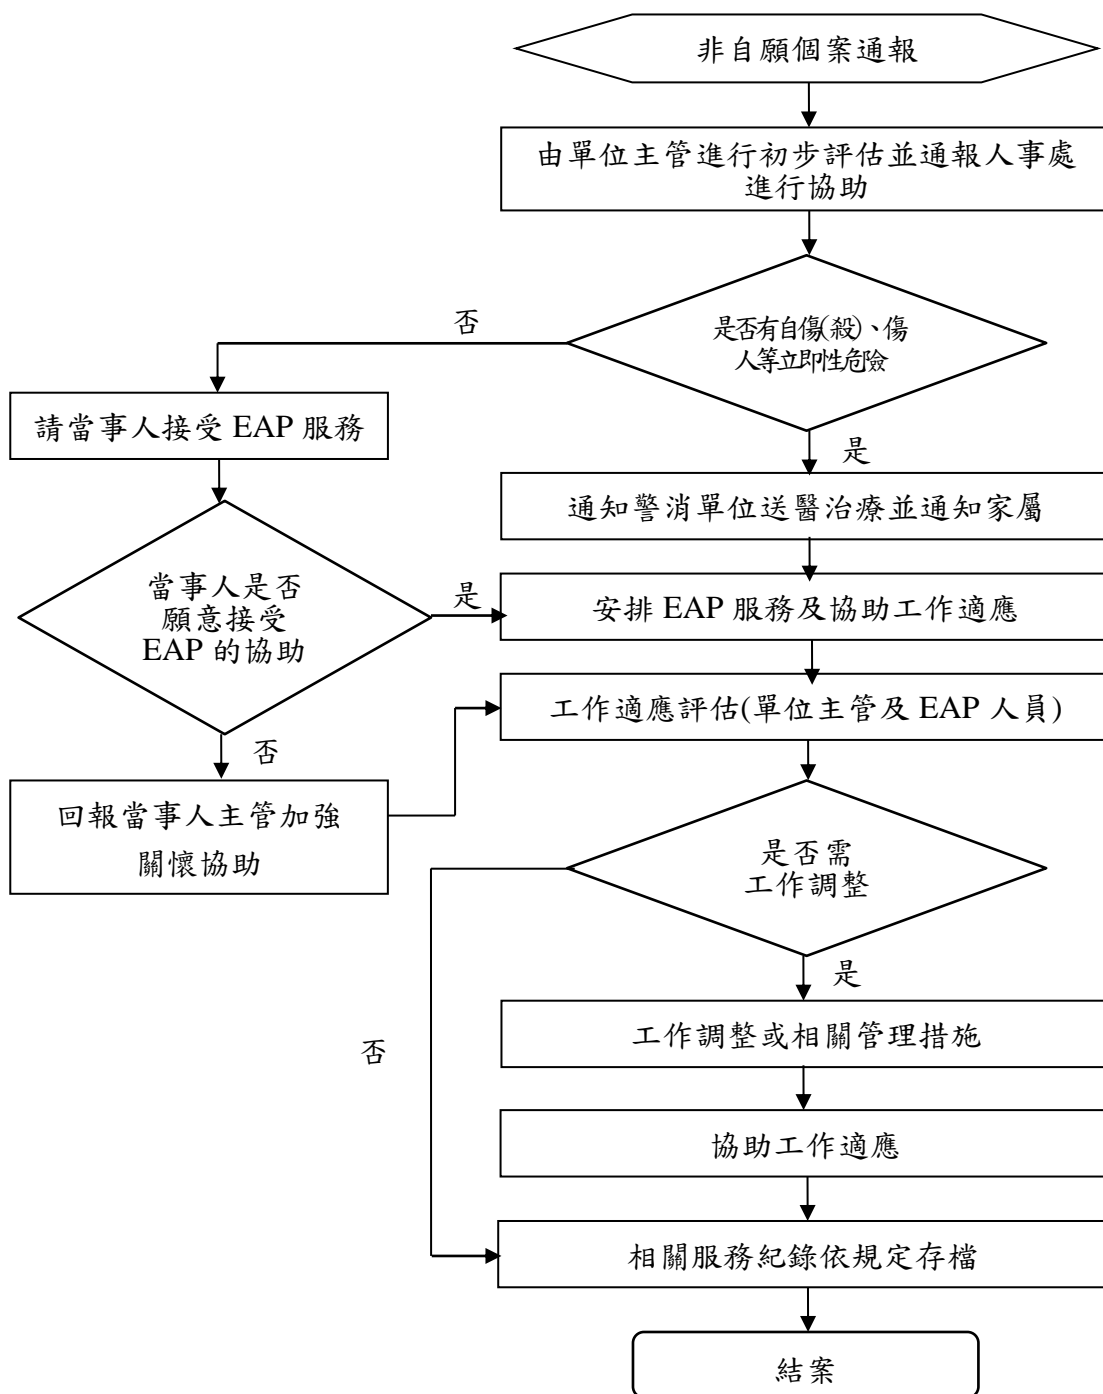 非自願個案通報
由單位主管進行初步評估並通報人事處
進行協助
否
是否有自傷(殺)、傷
人等立即性危險
請當事人接受 EAP 服務
是
通知警消單位送醫治療並通知家屬
當事人是否
願意接受
EAP 的協助
是
安排 EAP 服務及協助工作適應
工作適應評估(單位主管及 EAP 人員)
否
回報當事人主管加強
關懷協助
是否需
工作調整
是
否
工作調整或相關管理措施
協助工作適應
相關服務紀錄依規定存檔
結案